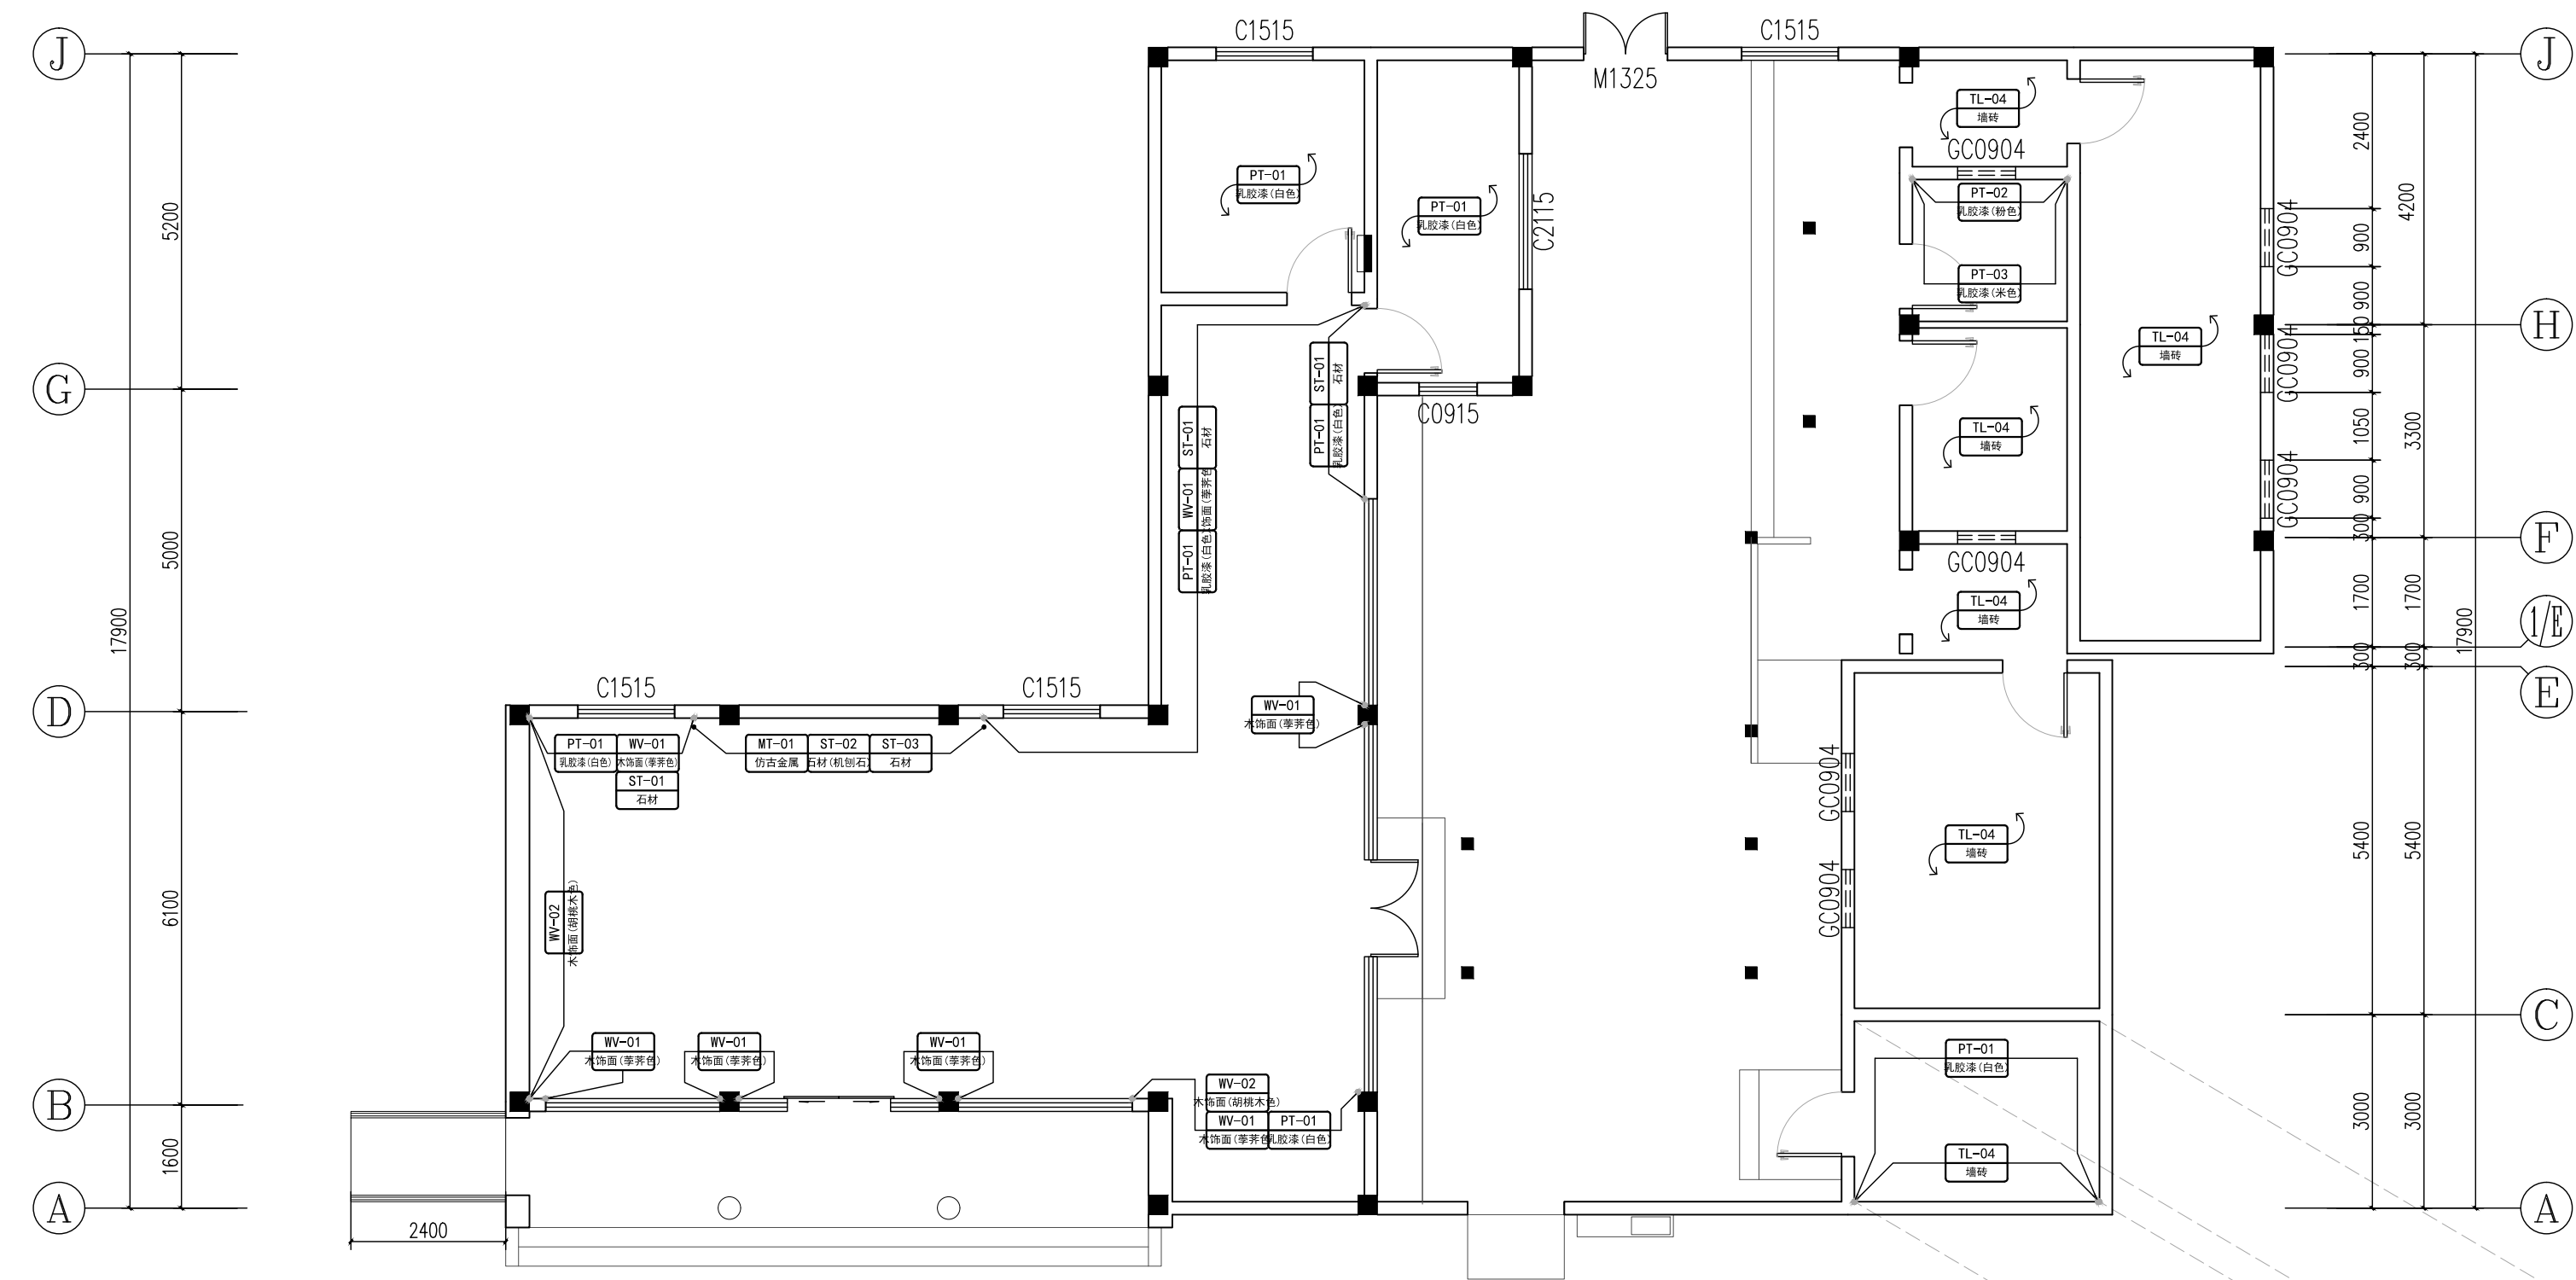 C1515
C1515
J
J
M1325
TL-04
墙砖
2400
GC0904
PT-01
乳胶漆(白色)
PT-02
乳胶漆(粉色)
PT-01
乳胶漆(白色)
C2115
4200
5200
GC0904
900
PT-03
乳胶漆(米色)
900
150
H
TL-04
墙砖
GC0904
900
ST-01
石材
PT-01
乳胶漆(白色)
G
C0915
1050
3300
TL-04
墙砖
ST-01
石材
WV-01
木饰面(荸荠色)
PT-01
乳胶漆(白色)
GC0904
900
300
F
5000
GC0904
TL-04
墙砖
1700
1700
17900
17900
1/E
300
300
E
C1515
C1515
D
WV-01
木饰面(荸荠色)
PT-01
乳胶漆(白色)
WV-01
木饰面(荸荠色)
ST-01
石材
MT-01
仿古金属
ST-02
石材(机刨石)
ST-03
石材
GC0904
TL-04
墙砖
5400
5400
GC0904
6100
WV-02
木饰面(胡桃木色)
C
WV-01
木饰面(荸荠色)
WV-01
木饰面(荸荠色)
WV-01
木饰面(荸荠色)
PT-01
乳胶漆(白色)
WV-02
木饰面(胡桃木色)
WV-01
木饰面(荸荠色)
PT-01
乳胶漆(白色)
B
3000
3000
1600
TL-04
墙砖
A
A
2400